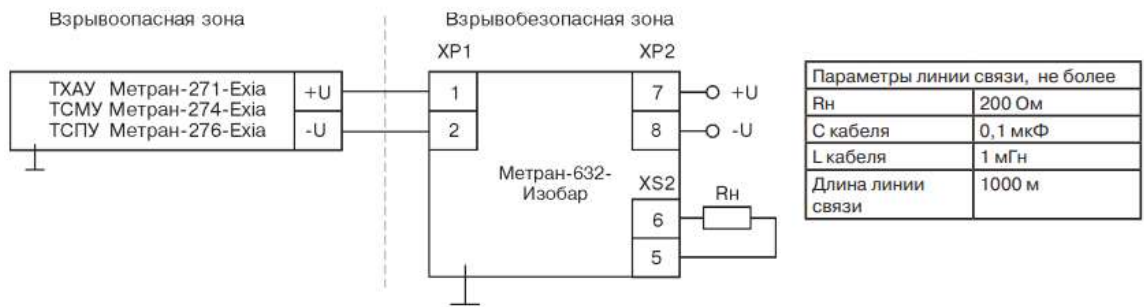 Взрывоопасная зона
Взрывобезопасная зона
XP1
XP2
ТХАУ Метран-271-Exia
ТСМУ Метран-274-Exia
ТСПУ Метран-276-Exia
+U
-U
1
2
7
8
+U
-U
Метран-632-
Изобар
XS2
6
5
Rн
Параметры линии связи, не более
Rн 200 Ом
С кабеля 0,1 мкФ
L кабеля 1 мГн
Длина линии 1000 м
связи